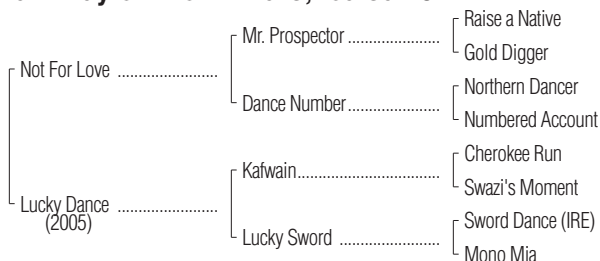 Raise a Native
Mr. Prospector ......................
Gold Digger
Not For Love ........................
Northern Dancer
Dance Number......................
Numbered Account
Cherokee Run
Kafwain..................................
Swazi's Moment
Lucky Dance ........................
(2005)
Sword Dance (IRE)
Lucky Sword ........................
Mono Mia